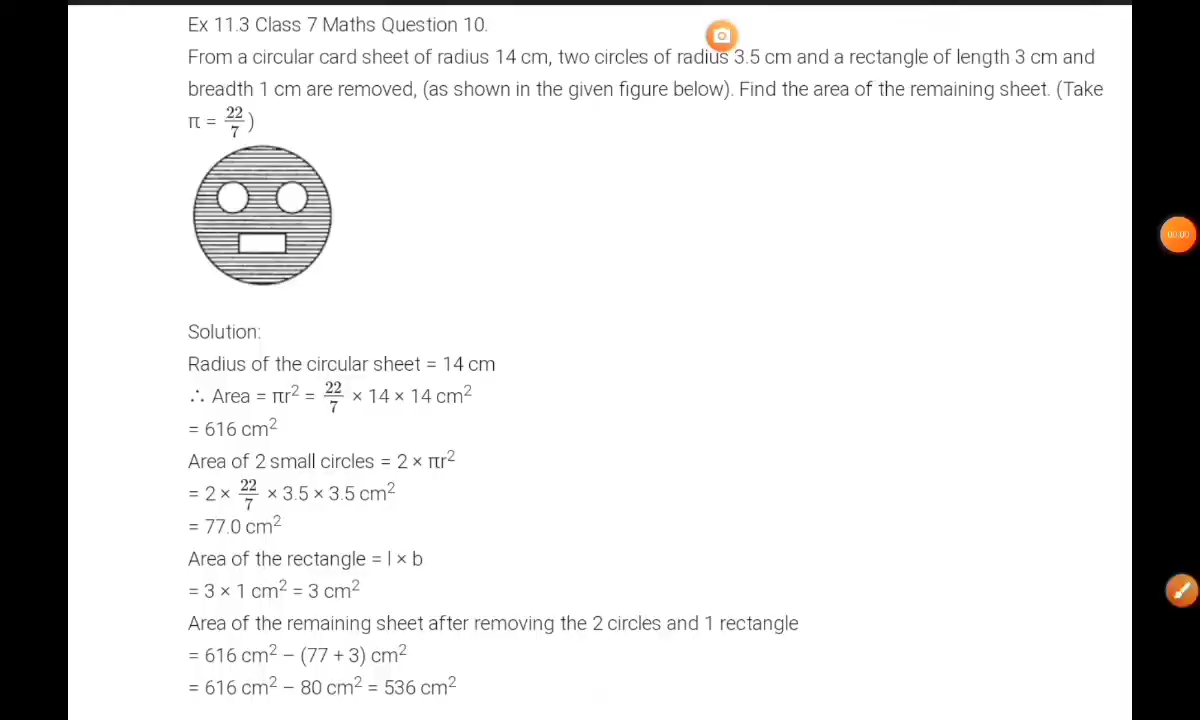 Ex 11.3 Class 7 Maths Question 10.
From a circular card sheet of radius 14 cm, two circles of radius 3.5 cm and a rectangle of length 3 cm and
breadth 1 cm are removed, (as shown in the given figure below). Find the area of the remaining sheet. (Take
π = 22/7)
Solution:
Radius of the circular sheet = 14 cm
∴ Area = πr² = 22/7 × 14 × 14 cm²
= 616 cm²
Area of 2 small circles = 2 × πr²
= 2 × 22/7 × 3.5 × 3.5 cm²
= 77.0 cm²
Area of the rectangle = l × b
= 3 × 1 cm² = 3 cm²
Area of the remaining sheet after removing the 2 circles and 1 rectangle
= 616 cm² – (77 + 3) cm²
= 616 cm² – 80 cm² = 536 cm²
00:00